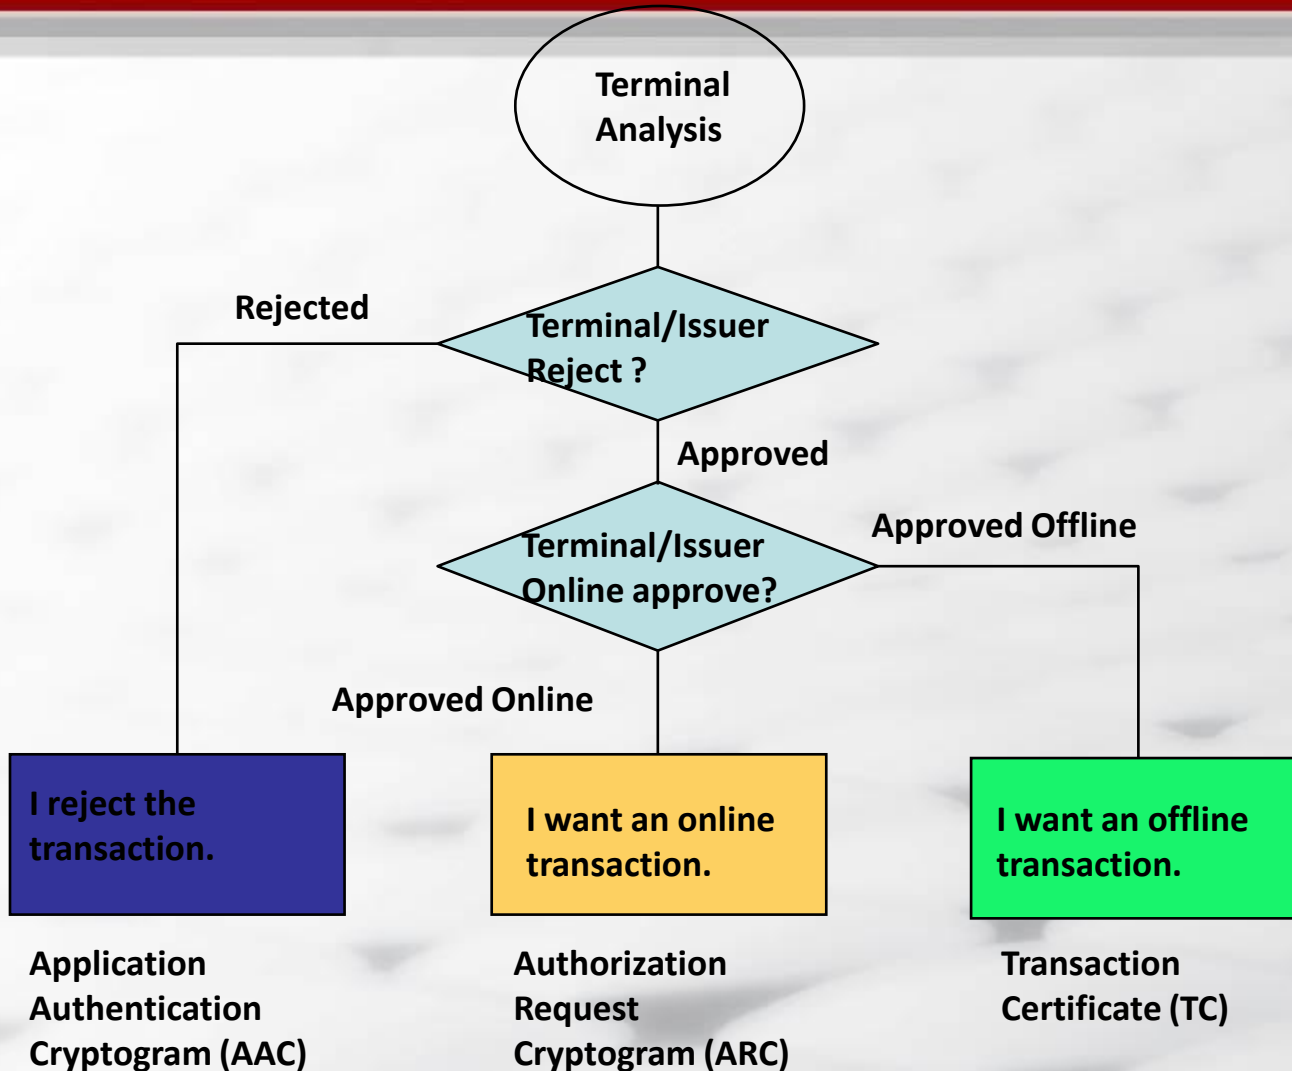 Terminal
Analysis
Rejected
Terminal/Issuer
Reject ?
Approved
Approved Offline
Terminal/Issuer
Online approve?
Approved Online
I reject the
transaction.
I want an online
transaction.
I want an offline
transaction.
Application
Authentication
Cryptogram (AAC)
Authorization
Request
Cryptogram (ARC)
Transaction
Certificate (TC)